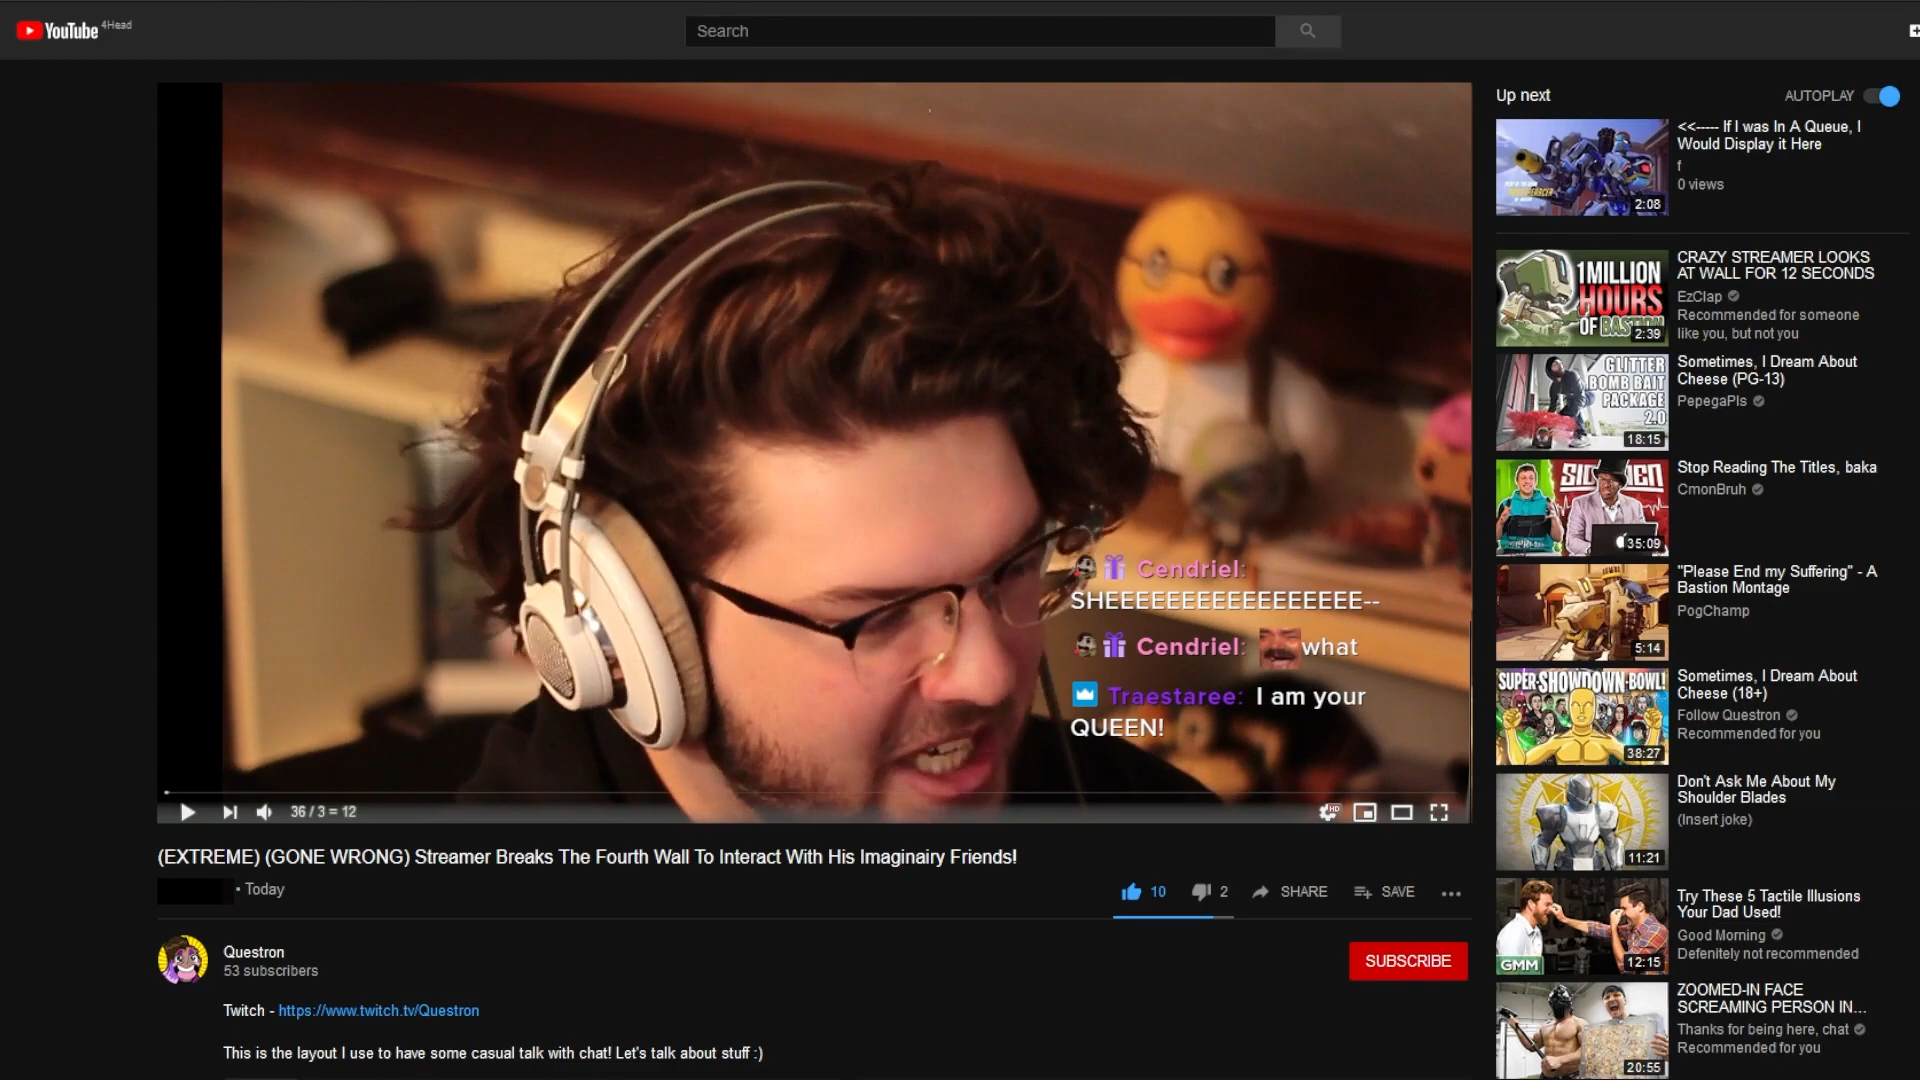 YouTube 4Head
Search
Cendriel:
SHEEEEEEEEEEEEEEEEE--
Cendriel: what
Traestaree: I am your
QUEEN!
36 / 3 = 12
HD
(EXTREME) (GONE WRONG) Streamer Breaks The Fourth Wall To Interact With His Imaginairy Friends!
• Today
10
2
SHARE
SAVE
Questron
53 subscribers
SUBSCRIBE
Twitch - https://www.twitch.tv/Questron
This is the layout I use to have some casual talk with chat! Let's talk about stuff :)
Up next
AUTOPLAY
2:08
<<----- If I was In A Queue, I
Would Display it Here
f
0 views
1 MILLION
HOURS
OF BASTION
2:39
CRAZY STREAMER LOOKS
AT WALL FOR 12 SECONDS
EzClap
Recommended for someone
like you, but not you
GLITTER
BOMB BAIT
PACKAGE
2.0
18:15
Sometimes, I Dream About
Cheese (PG-13)
PepegaPls
35:09
Stop Reading The Titles, baka
CmonBruh
5:14
"Please End my Suffering" - A
Bastion Montage
PogChamp
SUPER-SHOWDOWN-BOWL!
38:27
Sometimes, I Dream About
Cheese (18+)
Follow Questron
Recommended for you
11:21
Don't Ask Me About My
Shoulder Blades
(Insert joke)
GMM
12:15
Try These 5 Tactile Illusions
Your Dad Used!
Good Morning
Defenitely not recommended
20:55
ZOOMED-IN FACE
SCREAMING PERSON IN...
Thanks for being here, chat
Recommended for you